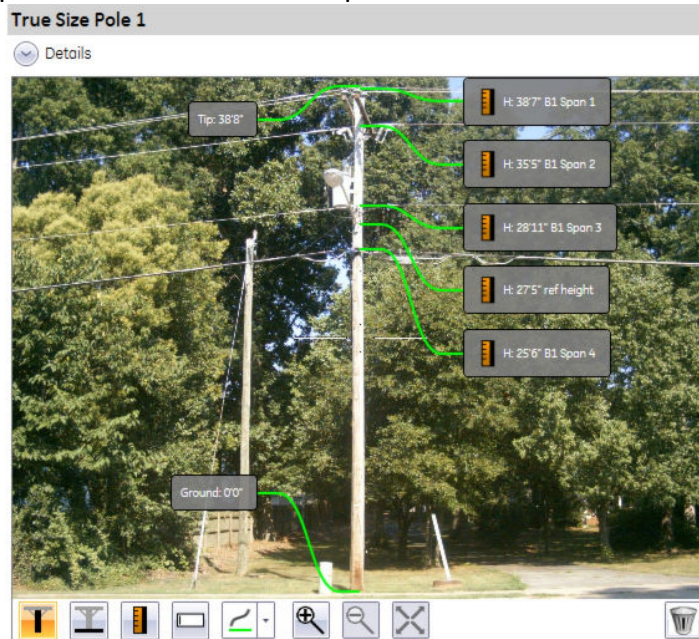 True Size Pole 1
Details
Tip: 38'8"
H: 38'7" B1 Span 1
H: 35'5" B1 Span 2
H: 28'11" B1 Span 3
H: 27'5" ref height
H: 25'6" B1 Span 4
Ground: 0'0"